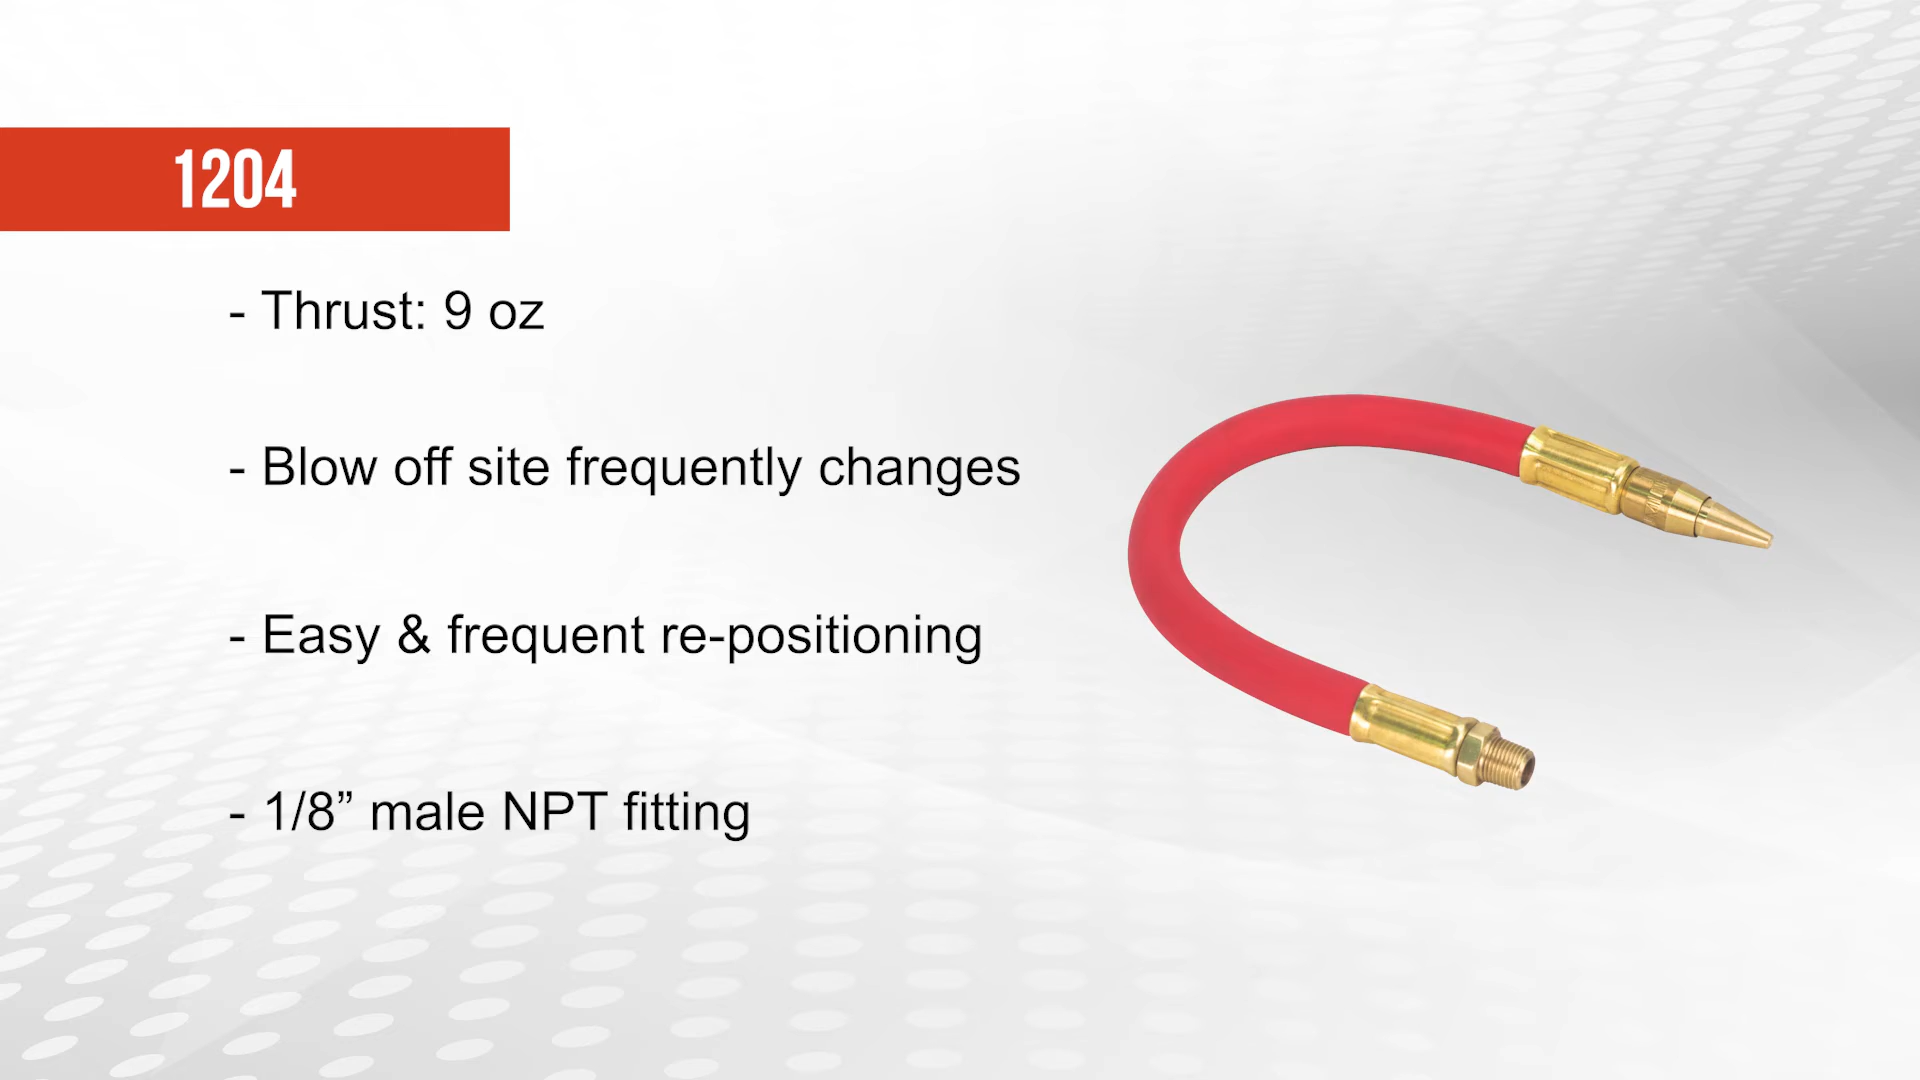 1204
- Thrust: 9 oz
- Blow off site frequently changes
- Easy & frequent re-positioning
- 1/8” male NPT fitting